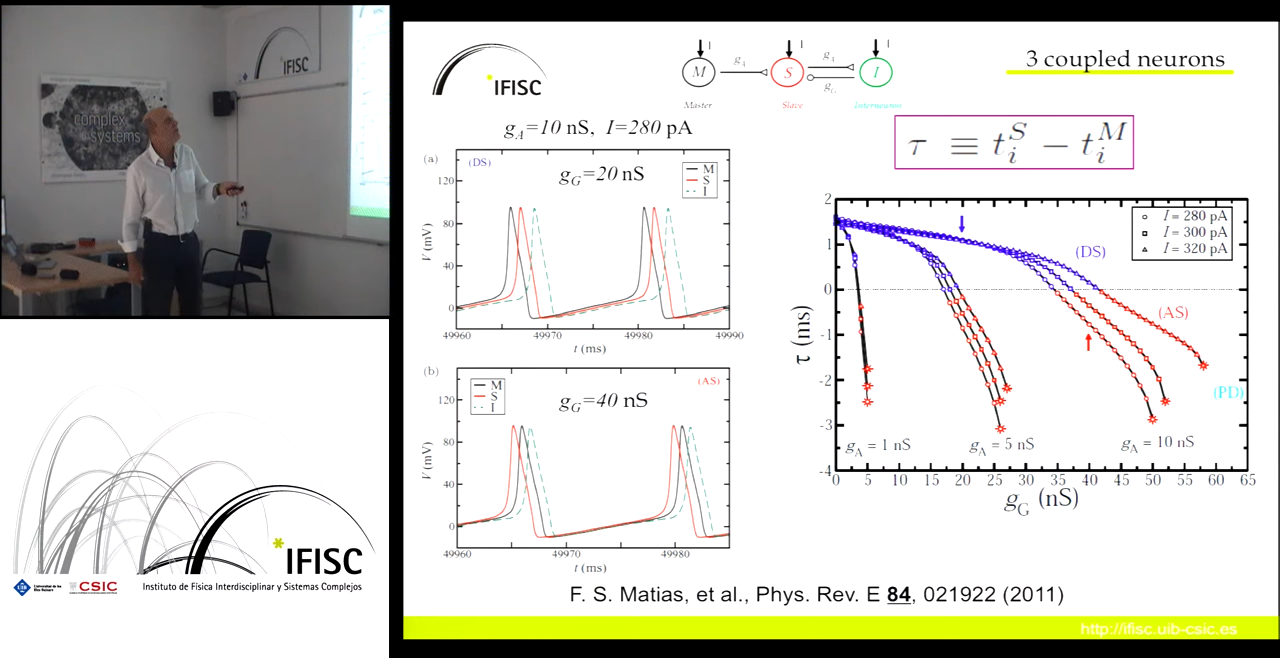 IFISC
complex
systems
IFISC
3 coupled neurons
I
I
I
M
g_A
S
g_A
g_G
I
Master
Slave
Interneuron
g_A=10 nS, I=280 pA
τ ≡ t_i^S − t_i^M
(a)
(DS)
g_G=20 nS
M
S
I
120
80
40
0
V (mV)
49960
49970
49980
49990
t (ms)
(b)
(AS)
g_G=40 nS
M
S
I
120
80
40
0
V (mV)
49960
49970
49980
t (ms)
2
1
0
-1
-2
-3
-4
τ (ms)
I = 280 pA
I = 300 pA
I = 320 pA
(DS)
(AS)
(PD)
g_A = 1 nS
g_A = 5 nS
g_A = 10 nS
0 5 10 15 20 25 30 35 40 45 50 55 60 65
g_G (nS)
IFISC
UIB
CSIC
Instituto de Física Interdisciplinar y Sistemas Complejos
F. S. Matias, et al., Phys. Rev. E 84, 021922 (2011)
http://ifisc.uib-csic.es